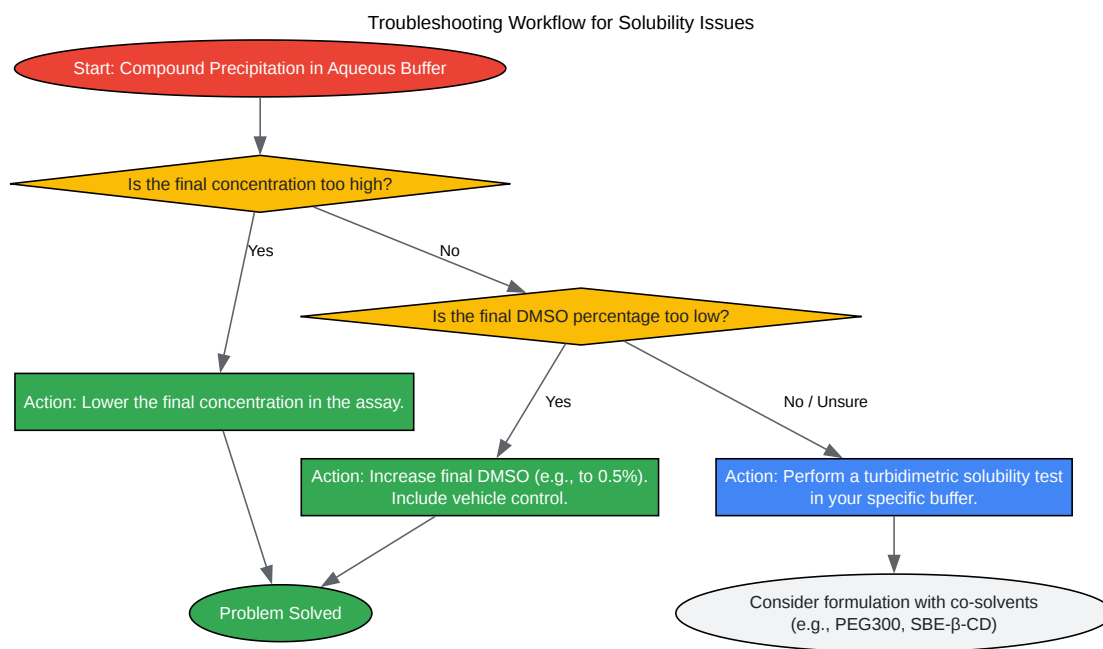 Troubleshooting Workflow for Solubility Issues
Start: Compound Precipitation in Aqueous Buffer
Is the final concentration too high?
Yes
No
Is the final DMSO percentage too low?
Action: Lower the final concentration in the assay.
Yes
No / Unsure
Action: Increase final DMSO (e.g., to 0.5%).
Include vehicle control.
Action: Perform a turbidimetric solubility test
in your specific buffer.
Problem Solved
Consider formulation with co-solvents
(e.g., PEG300, SBE-β-CD)